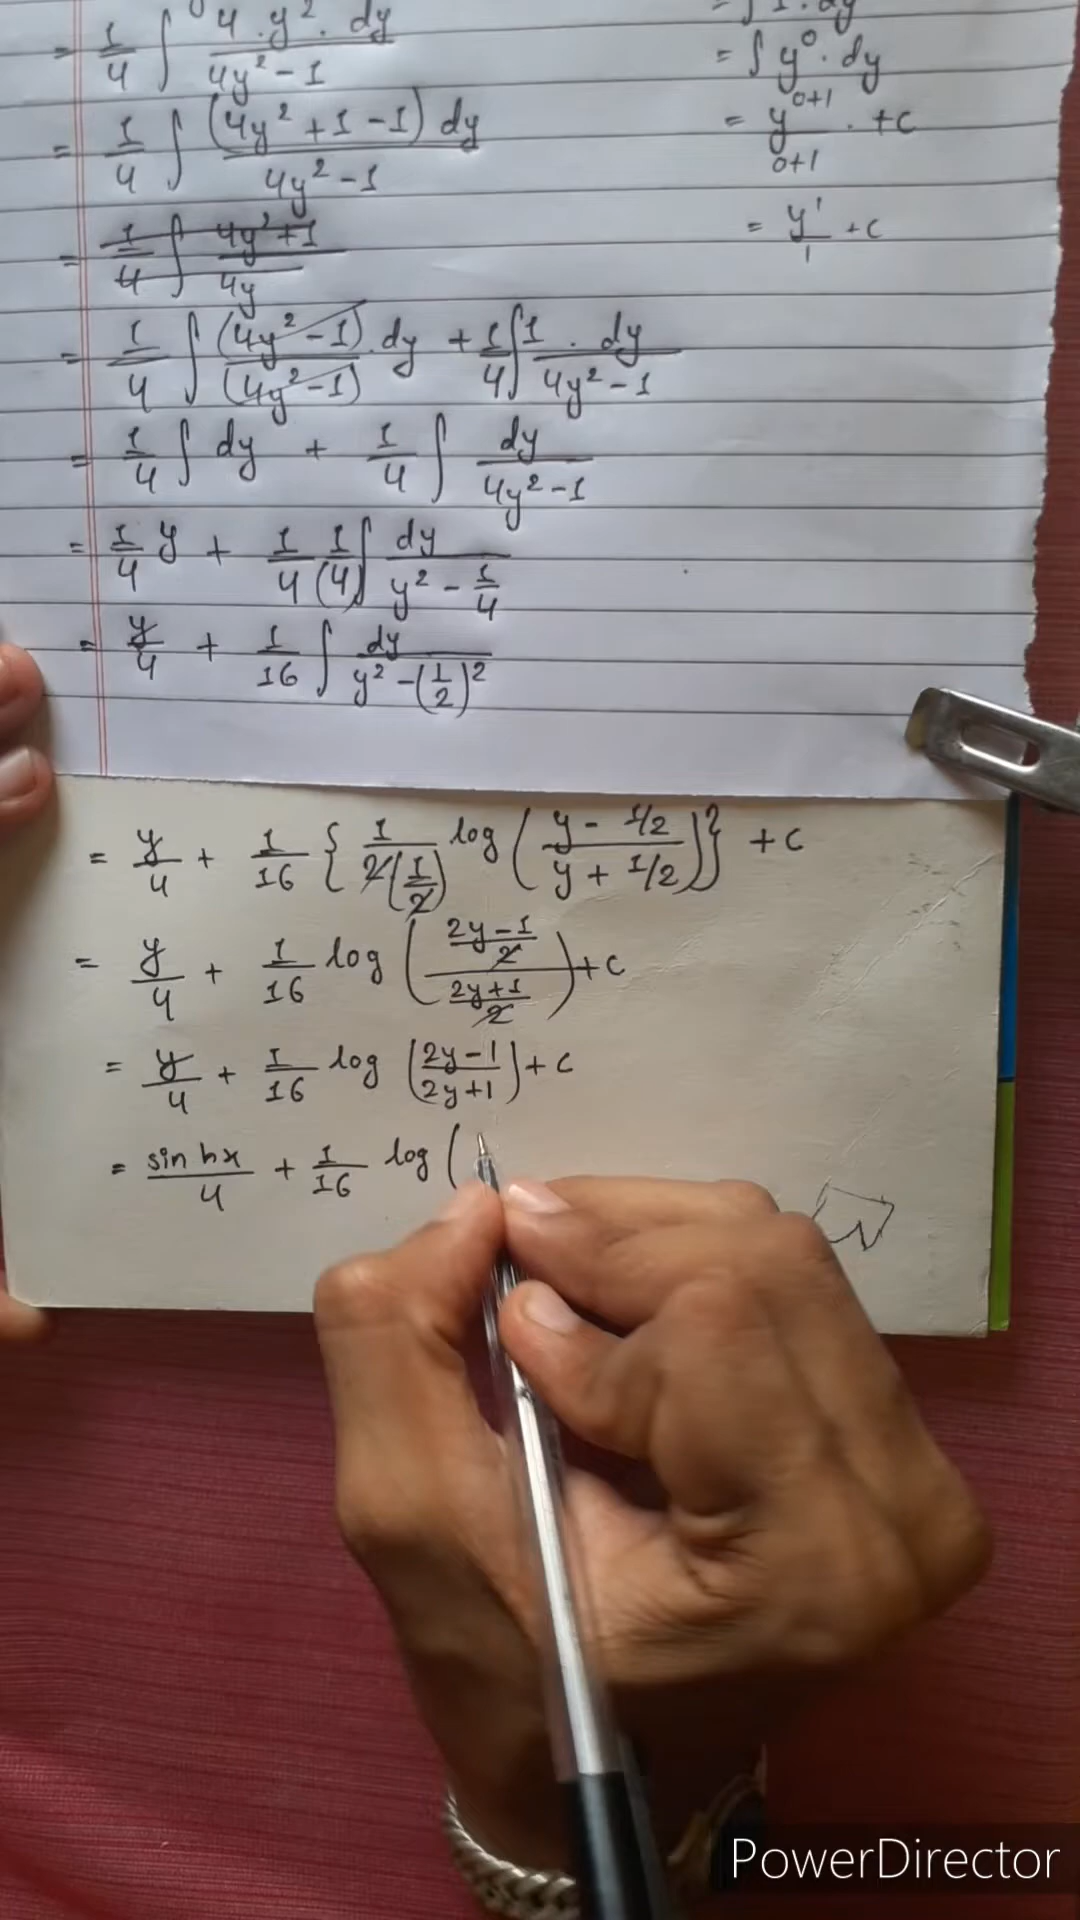 = 1/4 ∫ 4.y². dy / 4y²-1
= ∫ 1. dy
= ∫ y⁰. dy
= 1/4 ∫ (4y²+1-1) dy / 4y²-1
= y⁰⁺¹ / 0+1 . +c
= 1/4 ∫ 4y²+1 / 4y
= y¹/1 +c
= 1/4 ∫ (4y²-1).dy / (4y²-1) + 1/4 ∫ 1. dy / 4y²-1
= 1/4 ∫ dy + 1/4 ∫ dy / 4y²-1
= 1/4 y + 1/4 1/(4) ∫ dy / y² - 1/4
= y/4 + 1/16 ∫ dy / y² -(1/2)²
= y/4 + 1/16 { 1 / 2(1/2) log ( y - 1/2 / y + 1/2 )} + c
= y/4 + 1/16 log ( 2y-1/2 / 2y+1/2 ) + c
= y/4 + 1/16 log ( 2y-1 / 2y+1 ) + c
= sin hx / 4 + 1/16 log (
PowerDirector